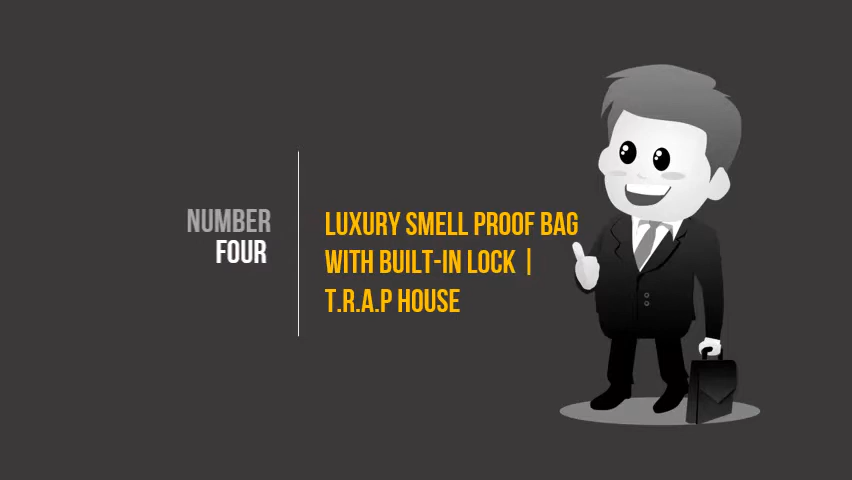 NUMBER
FOUR
LUXURY SMELL PROOF BAG
WITH BUILT-IN LOCK |
T.R.A.P HOUSE